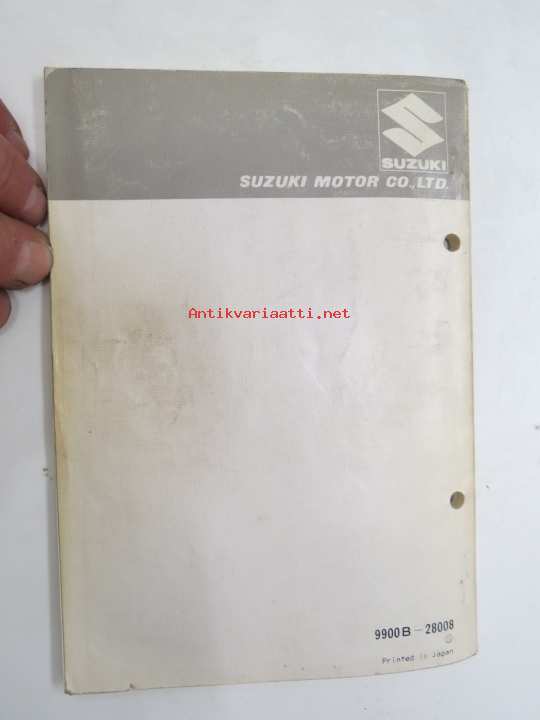 SUZUKI
SUZUKI MOTOR CO.,LTD.
Antikvariaatti.net
9900B-28008
Printed in Japan